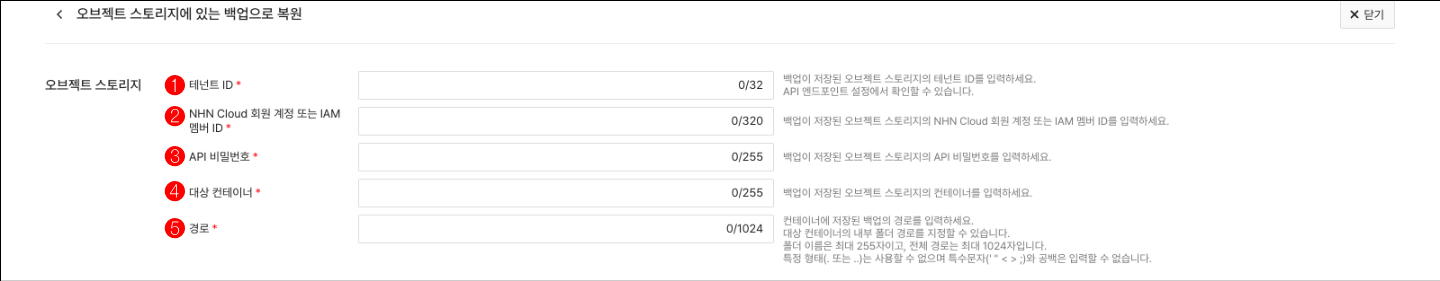 < 오브젝트 스토리지에 있는 백업으로 복원
× 닫기
오브젝트 스토리지
1 테넌트 ID *
0/32
백업이 저장된 오브젝트 스토리지의 테넌트 ID를 입력하세요.
API 엔드포인트 설정에서 확인할 수 있습니다.
2 NHN Cloud 회원 계정 또는 IAM
멤버 ID *
0/320
백업이 저장된 오브젝트 스토리지의 NHN Cloud 회원 계정 또는 IAM 멤버 ID를 입력하세요.
3 API 비밀번호 *
0/255
백업이 저장된 오브젝트 스토리지의 API 비밀번호를 입력하세요.
4 대상 컨테이너 *
0/255
백업이 저장된 오브젝트 스토리지의 컨테이너를 입력하세요.
5 경로 *
0/1024
컨테이너에 저장된 백업의 경로를 입력하세요.
대상 컨테이너의 내부 폴더 경로를 지정할 수 있습니다.
폴더 이름은 최대 255자이고, 전체 경로는 최대 1024자입니다.
특정 형태(. 또는 ..)는 사용할 수 없으며 특수문자(' " < > ;)와 공백은 입력할 수 없습니다.